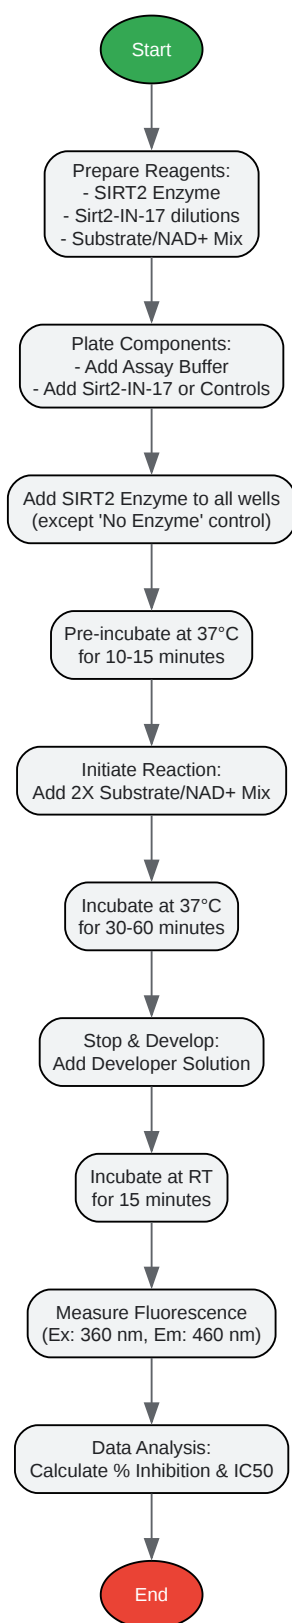 Start
Prepare Reagents:
- SIRT2 Enzyme
- Sirt2-IN-17 dilutions
- Substrate/NAD+ Mix
Plate Components:
- Add Assay Buffer
- Add Sirt2-IN-17 or Controls
Add SIRT2 Enzyme to all wells
(except 'No Enzyme' control)
Pre-incubate at 37°C
for 10-15 minutes
Initiate Reaction:
Add 2X Substrate/NAD+ Mix
Incubate at 37°C
for 30-60 minutes
Stop & Develop:
Add Developer Solution
Incubate at RT
for 15 minutes
Measure Fluorescence
(Ex: 360 nm, Em: 460 nm)
Data Analysis:
Calculate % Inhibition & IC50
End